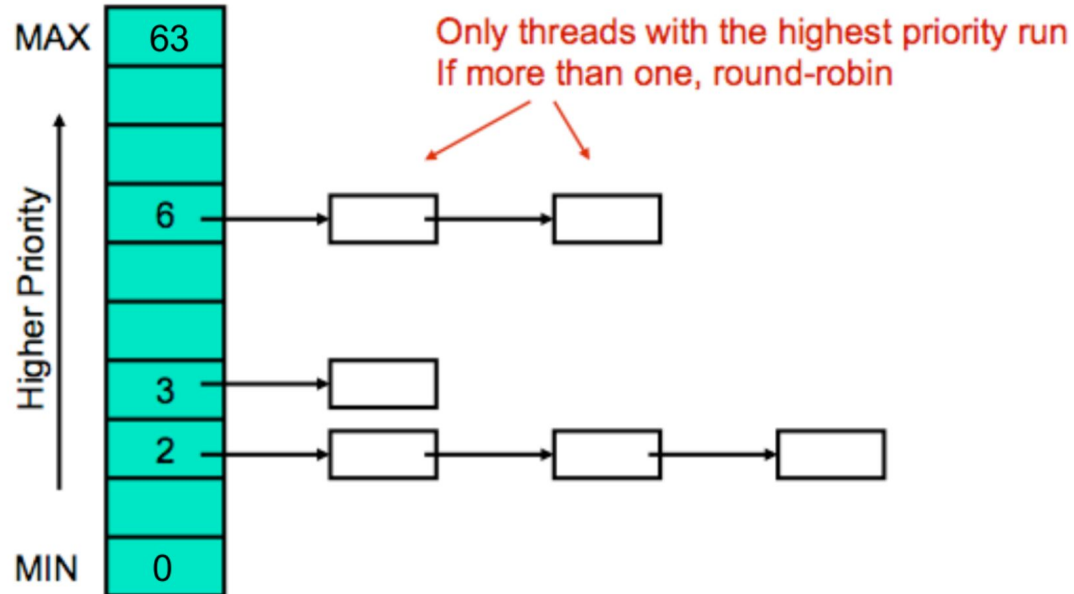 MAX
63
Only threads with the highest priority run
If more than one, round-robin
Higher Priority
6
3
2
MIN
0